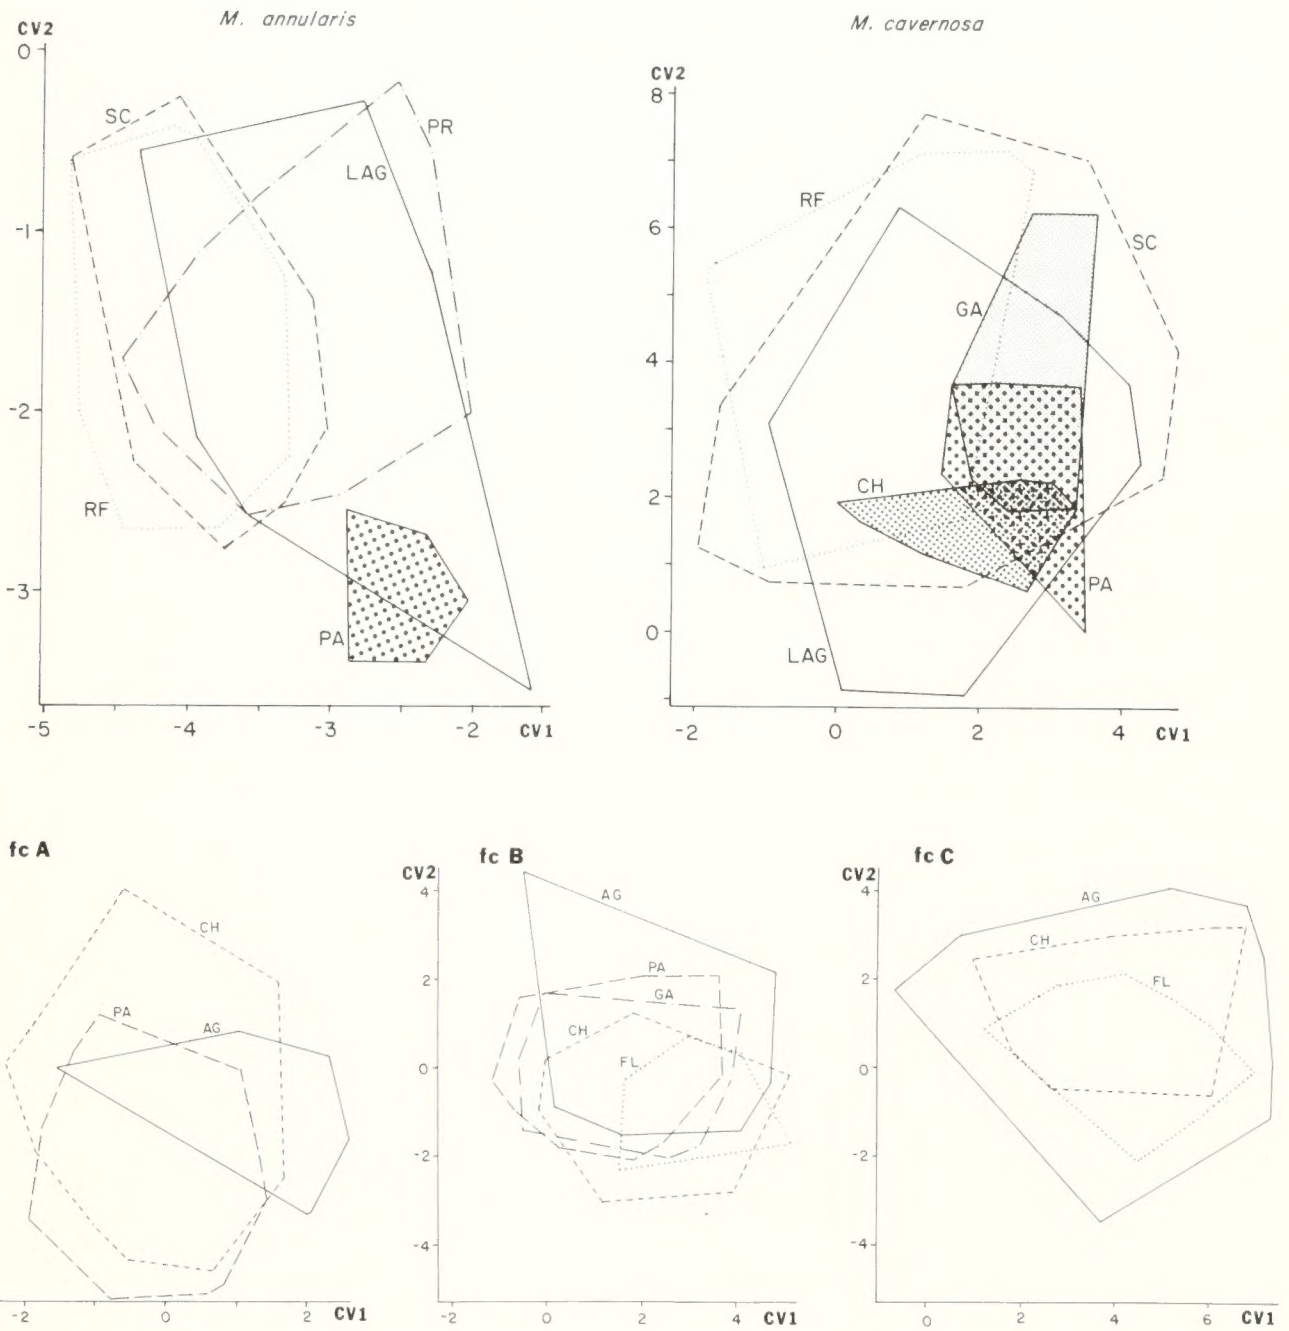 M. annularis
M. cavernosa
CV2
0
-1
-2
-3
-5
-4
-3
-2
CV1
SC
PR
LAG
RF
PA
CV2
8
6
4
2
0
-2
0
2
4
CV1
RF
SC
GA
CH
PA
LAG
fc A
CH
PA
AG
-2
0
2
CV1
fc B
CV2
4
2
0
-2
-4
-2
0
2
4
CV1
AG
PA
GA
CH
FL
fc C
CV2
4
2
0
-2
-4
0
2
4
6
CV1
AG
CH
FL